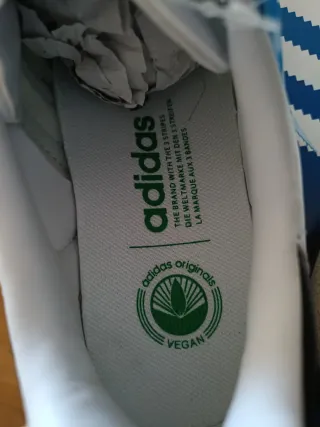 adidas
THE BRAND WITH THE 3 STRIPES
DIE WELTMARKE MIT DEN 3 STREIFEN
LA MARQUE AUX 3 BANDES
adidas originals
VEGAN